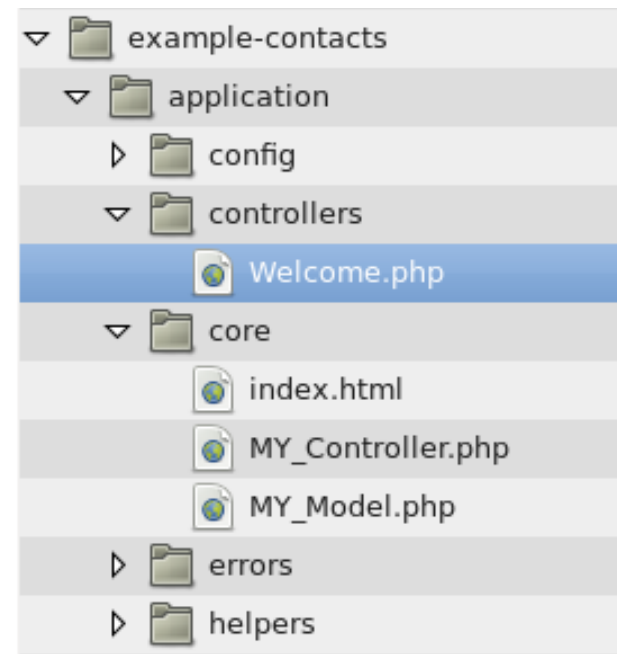 example-contacts
application
config
controllers
Welcome.php
core
index.html
MY_Controller.php
MY_Model.php
errors
helpers